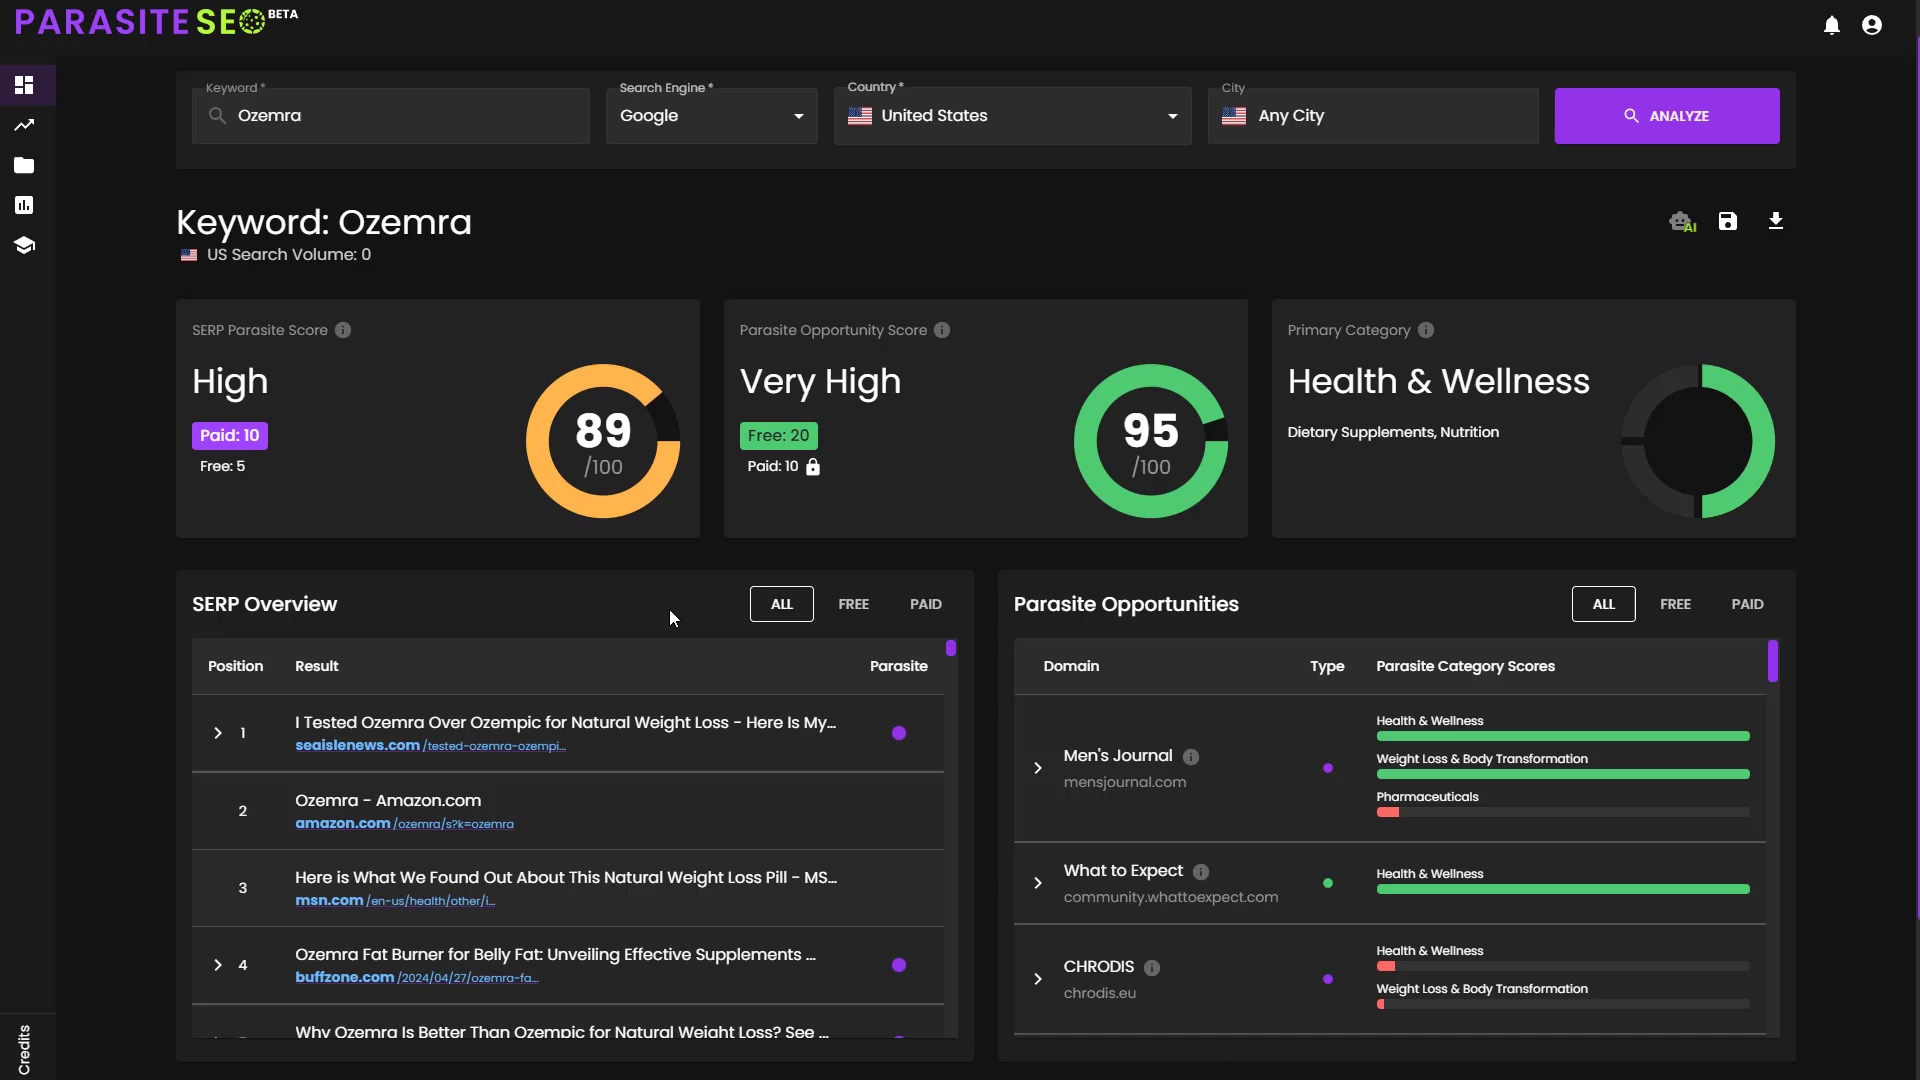 PARASITE SEO BETA
Keyword *
Ozemra
Search Engine *
Google
Country *
United States
City
Any City
ANALYZE
Keyword: Ozemra
US Search Volume: 0
AI
SERP Parasite Score
High
Paid: 10
Free: 5
89
/100
Parasite Opportunity Score
Very High
Free: 20
Paid: 10
95
/100
Primary Category
Health & Wellness
Dietary Supplements, Nutrition
SERP Overview
ALL
FREE
PAID
Position
Result
Parasite
1
I Tested Ozemra Over Ozempic for Natural Weight Loss - Here Is My...
seaislenews.com/tested-ozemra-ozempi...
2
Ozemra - Amazon.com
amazon.com/ozemra/s?k=ozemra
3
Here is What We Found Out About This Natural Weight Loss Pill - MS...
msn.com/en-us/health/other/i...
4
Ozemra Fat Burner for Belly Fat: Unveiling Effective Supplements ...
buffzone.com/2024/04/27/ozemra-fa...
Why Ozemra Is Better Than Ozempic for Natural Weight Loss? See ...
Parasite Opportunities
ALL
FREE
PAID
Domain
Type
Parasite Category Scores
Men's Journal
mensjournal.com
Health & Wellness
Weight Loss & Body Transformation
Pharmaceuticals
What to Expect
community.whattoexpect.com
Health & Wellness
CHRODIS
chrodis.eu
Health & Wellness
Weight Loss & Body Transformation
Credits